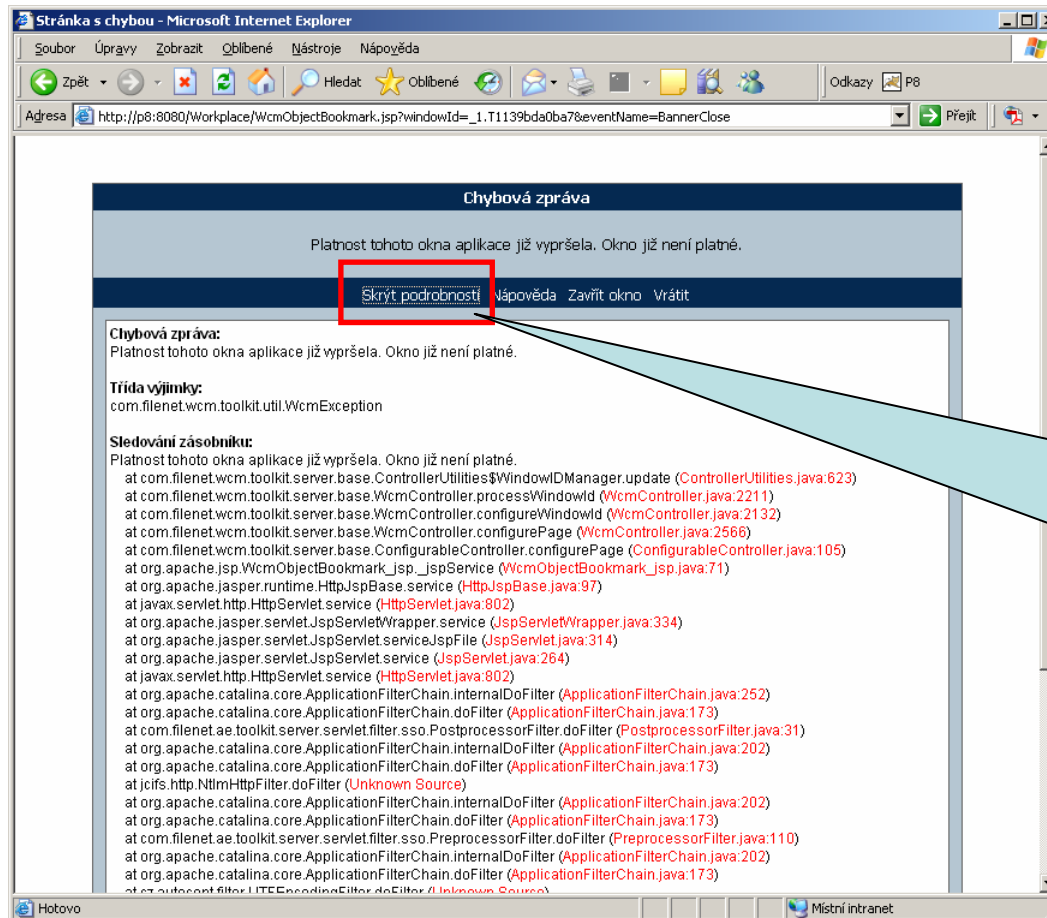 Stránka s chybou - Microsoft Internet Explorer
Soubor Úpravy Zobrazit Oblíbené Nástroje Nápověda
Zpět Hledat Oblíbené Odkazy P8
Adresa http://p8:8080/Workplace/WcmObjectBookmark.jsp?windowId=_1.T1139bda0ba7&eventName=BannerClose Přejít
Chybová zpráva
Platnost tohoto okna aplikace již vypršela. Okno již není platné.
Skrýt podrobnosti Nápověda Zavřít okno Vrátit
Chybová zpráva:
Platnost tohoto okna aplikace již vypršela. Okno již není platné.
Třída výjimky:
com.filenet.wcm.toolkit.util.WcmException
Sledování zásobníku:
Platnost tohoto okna aplikace již vypršela. Okno již není platné.
at com.filenet.wcm.toolkit.server.base.ControllerUtilities$WindowIDManager.update (ControllerUtilities.java:623)
at com.filenet.wcm.toolkit.server.base.WcmController.processWindowId (WcmController.java:2211)
at com.filenet.wcm.toolkit.server.base.WcmController.configureWindowId (WcmController.java:2132)
at com.filenet.wcm.toolkit.server.base.WcmController.configurePage (WcmController.java:2566)
at com.filenet.wcm.toolkit.server.base.ConfigurableController.configurePage (ConfigurableController.java:105)
at org.apache.jsp.WcmObjectBookmark_jsp._jspService (WcmObjectBookmark_jsp.java:71)
at org.apache.jasper.runtime.HttpJspBase.service (HttpJspBase.java:97)
at javax.servlet.http.HttpServlet.service (HttpServlet.java:802)
at org.apache.jasper.servlet.JspServletWrapper.service (JspServletWrapper.java:334)
at org.apache.jasper.servlet.JspServlet.serviceJspFile (JspServlet.java:314)
at org.apache.jasper.servlet.JspServlet.service (JspServlet.java:264)
at javax.servlet.http.HttpServlet.service (HttpServlet.java:802)
at org.apache.catalina.core.ApplicationFilterChain.internalDoFilter (ApplicationFilterChain.java:252)
at org.apache.catalina.core.ApplicationFilterChain.doFilter (ApplicationFilterChain.java:173)
at com.filenet.ae.toolkit.server.servlet.filter.sso.PostprocessorFilter.doFilter (PostprocessorFilter.java:31)
at org.apache.catalina.core.ApplicationFilterChain.internalDoFilter (ApplicationFilterChain.java:202)
at org.apache.catalina.core.ApplicationFilterChain.doFilter (ApplicationFilterChain.java:173)
at jcifs.http.NtlmHttpFilter.doFilter (Unknown Source)
at org.apache.catalina.core.ApplicationFilterChain.internalDoFilter (ApplicationFilterChain.java:202)
at org.apache.catalina.core.ApplicationFilterChain.doFilter (ApplicationFilterChain.java:173)
at com.filenet.ae.toolkit.server.servlet.filter.sso.PreprocessorFilter.doFilter (PreprocessorFilter.java:110)
at org.apache.catalina.core.ApplicationFilterChain.internalDoFilter (ApplicationFilterChain.java:202)
at org.apache.catalina.core.ApplicationFilterChain.doFilter (ApplicationFilterChain.java:173)
at cz.autocont.filter.UTFEncodingFilter.doFilter (Unknown Source)
Hotovo Místní intranet